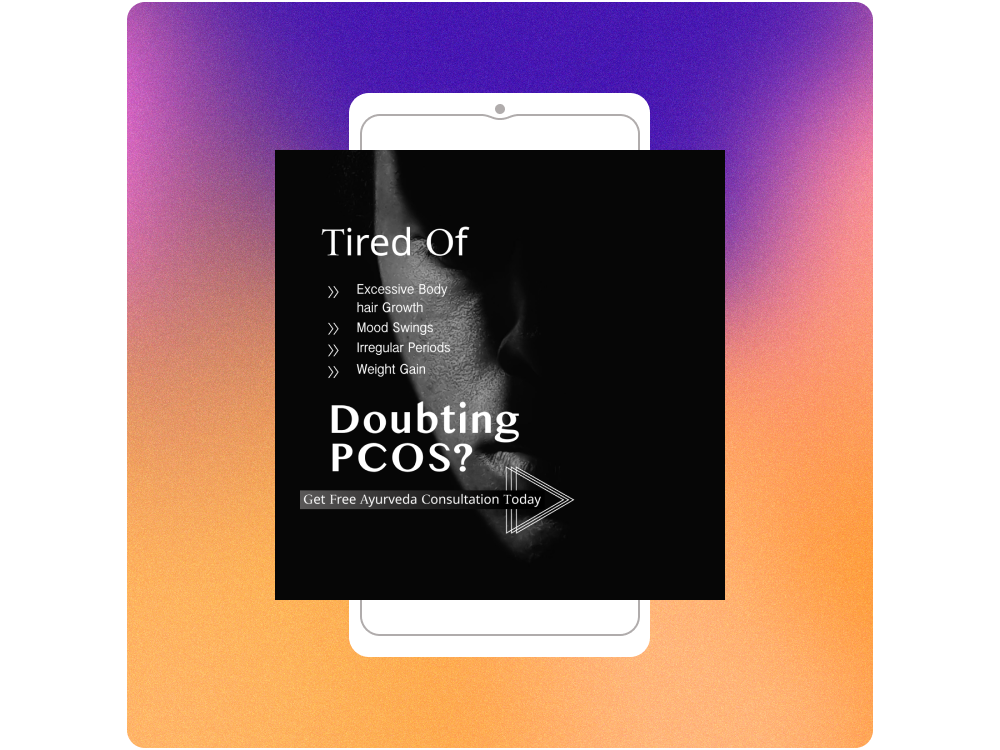 Tired Of
Excessive Body
hair Growth
Mood Swings
Irregular Periods
Weight Gain
Doubting
PCOS?
Get Free Ayurveda Consultation Today